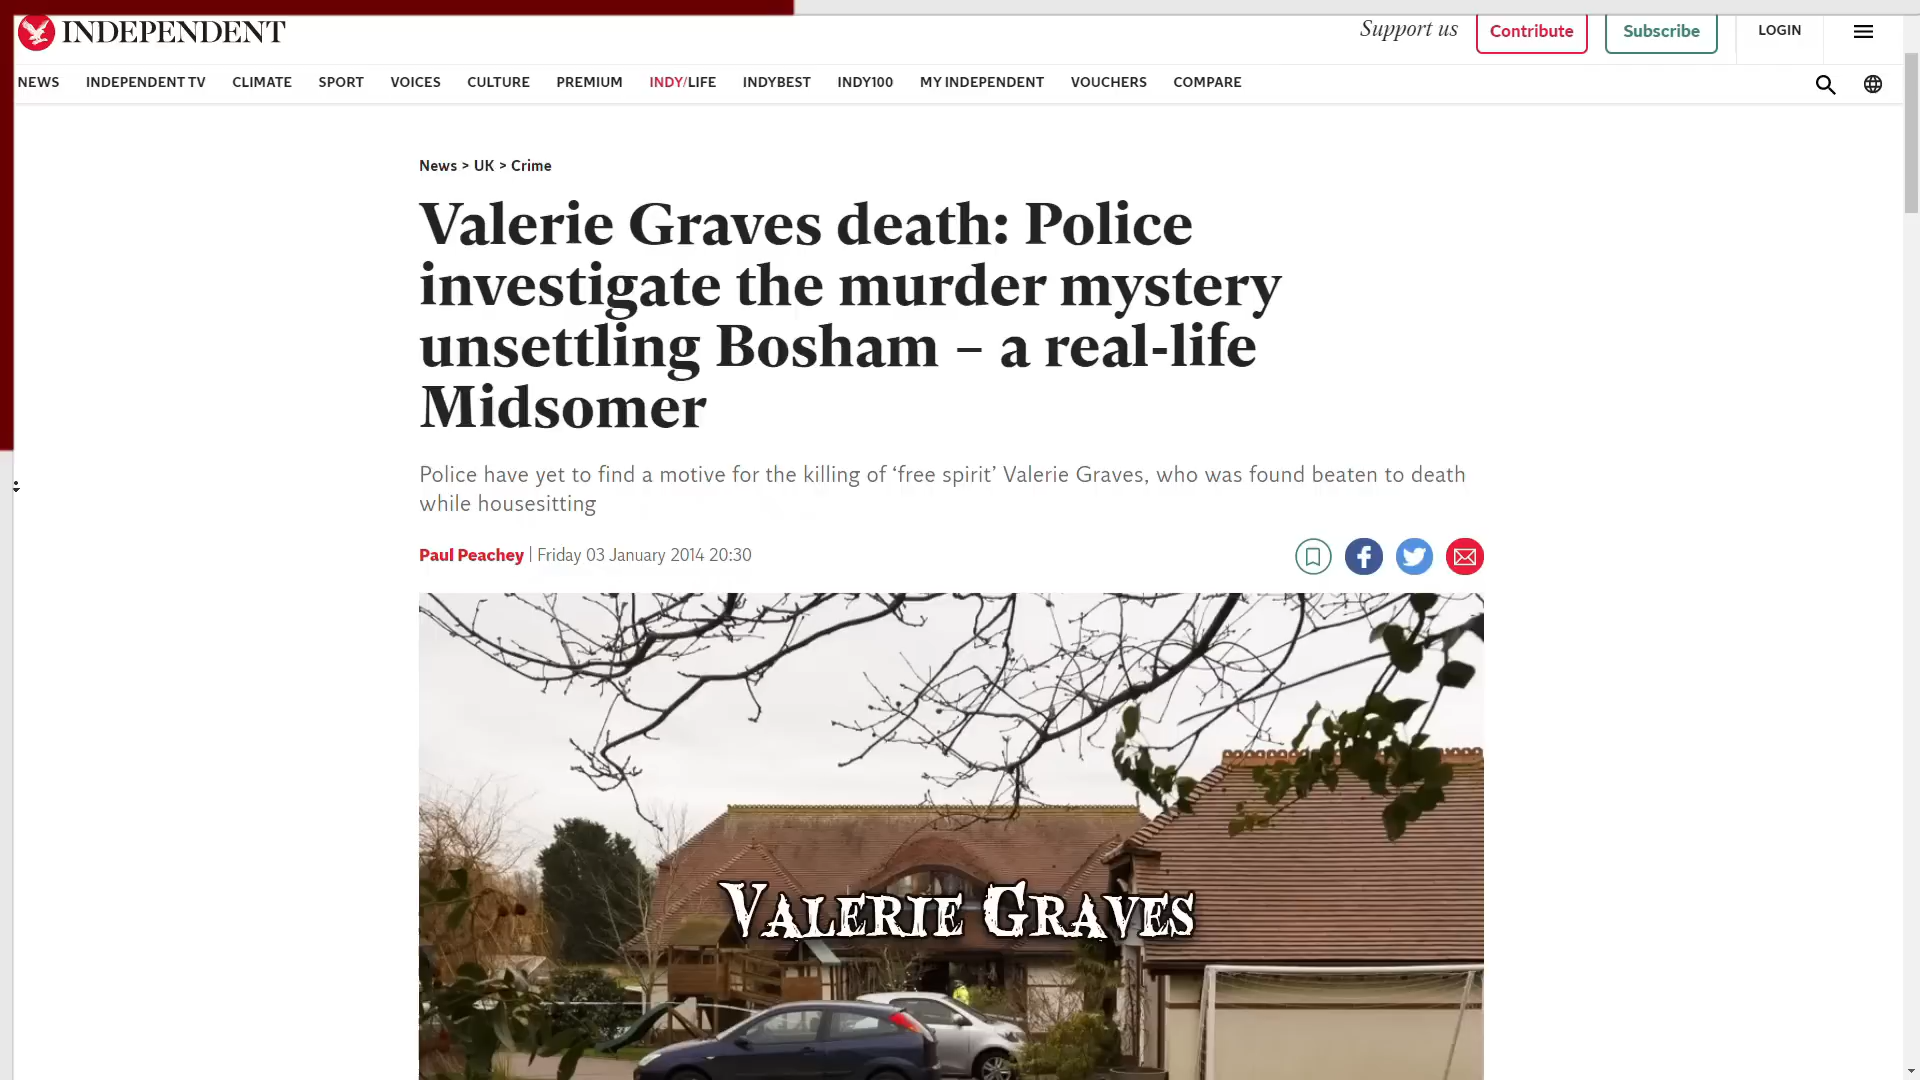 INDEPENDENT
Support us
Contribute
Subscribe
LOGIN
NEWS INDEPENDENT TV CLIMATE SPORT VOICES CULTURE PREMIUM INDY/LIFE INDYBEST INDY100 MY INDEPENDENT VOUCHERS COMPARE
News > UK > Crime
Valerie Graves death: Police
investigate the murder mystery
unsettling Bosham – a real-life
Midsomer
Police have yet to find a motive for the killing of ‘free spirit’ Valerie Graves, who was found beaten to death
while housesitting
Paul Peachey | Friday 03 January 2014 20:30
VALERIE GRAVES